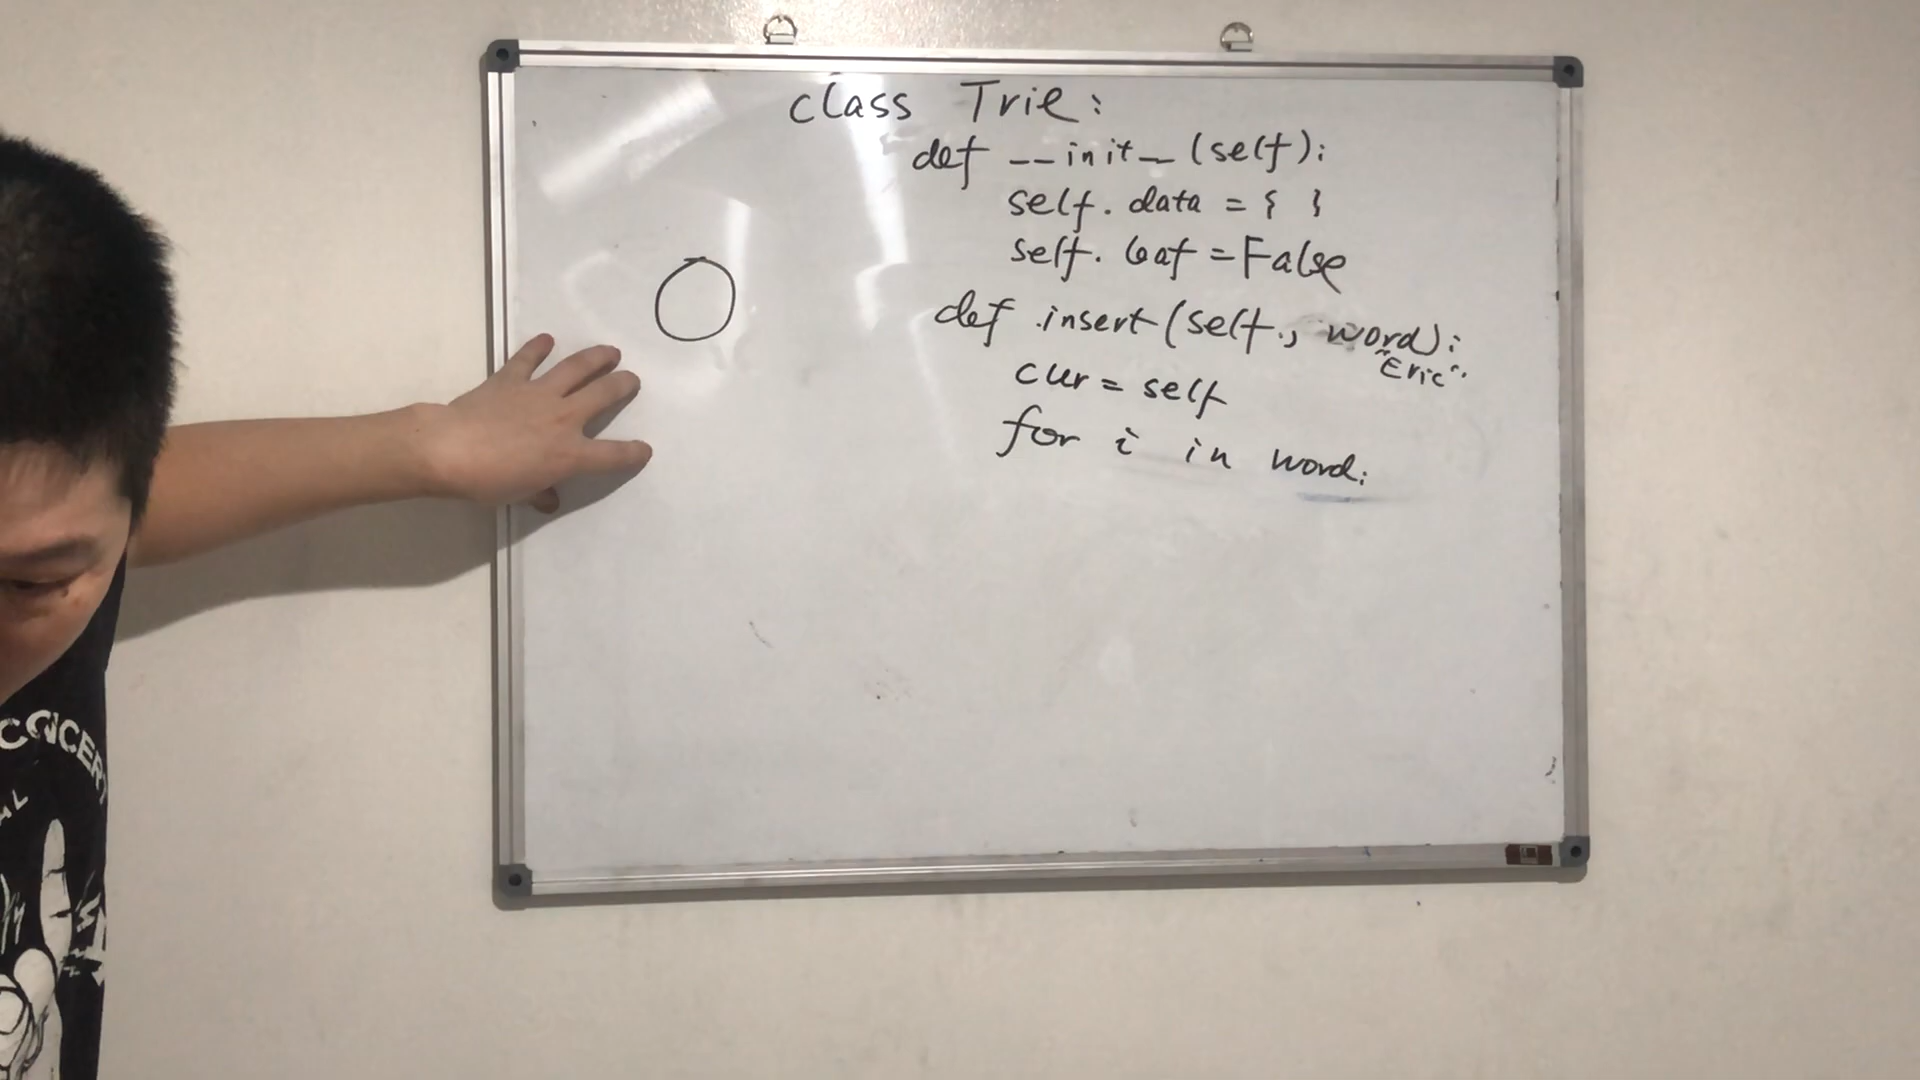 class Trie:
def __init__(self):
self.data = { }
self.leaf = False
def insert(self, word):
"Eric"
cur = self
for i in word:
CONCERT